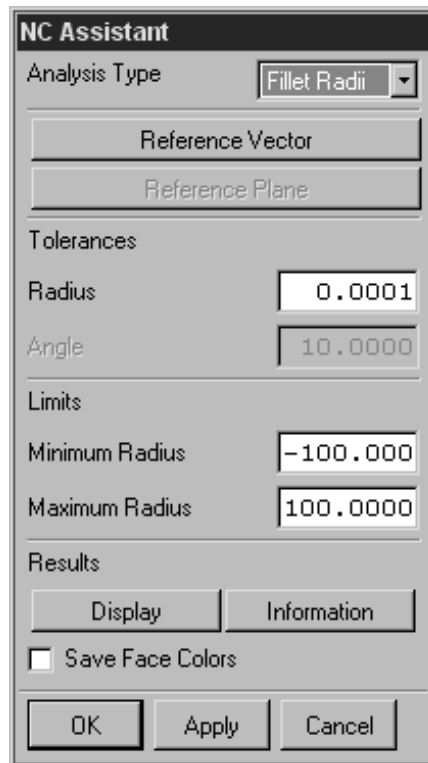 NC Assistant
Analysis Type Fillet Radii
Reference Vector
Reference Plane
Tolerances
Radius 0.0001
Angle 10.0000
Limits
Minimum Radius -100.000
Maximum Radius 100.0000
Results
Display Information
Save Face Colors
OK Apply Cancel